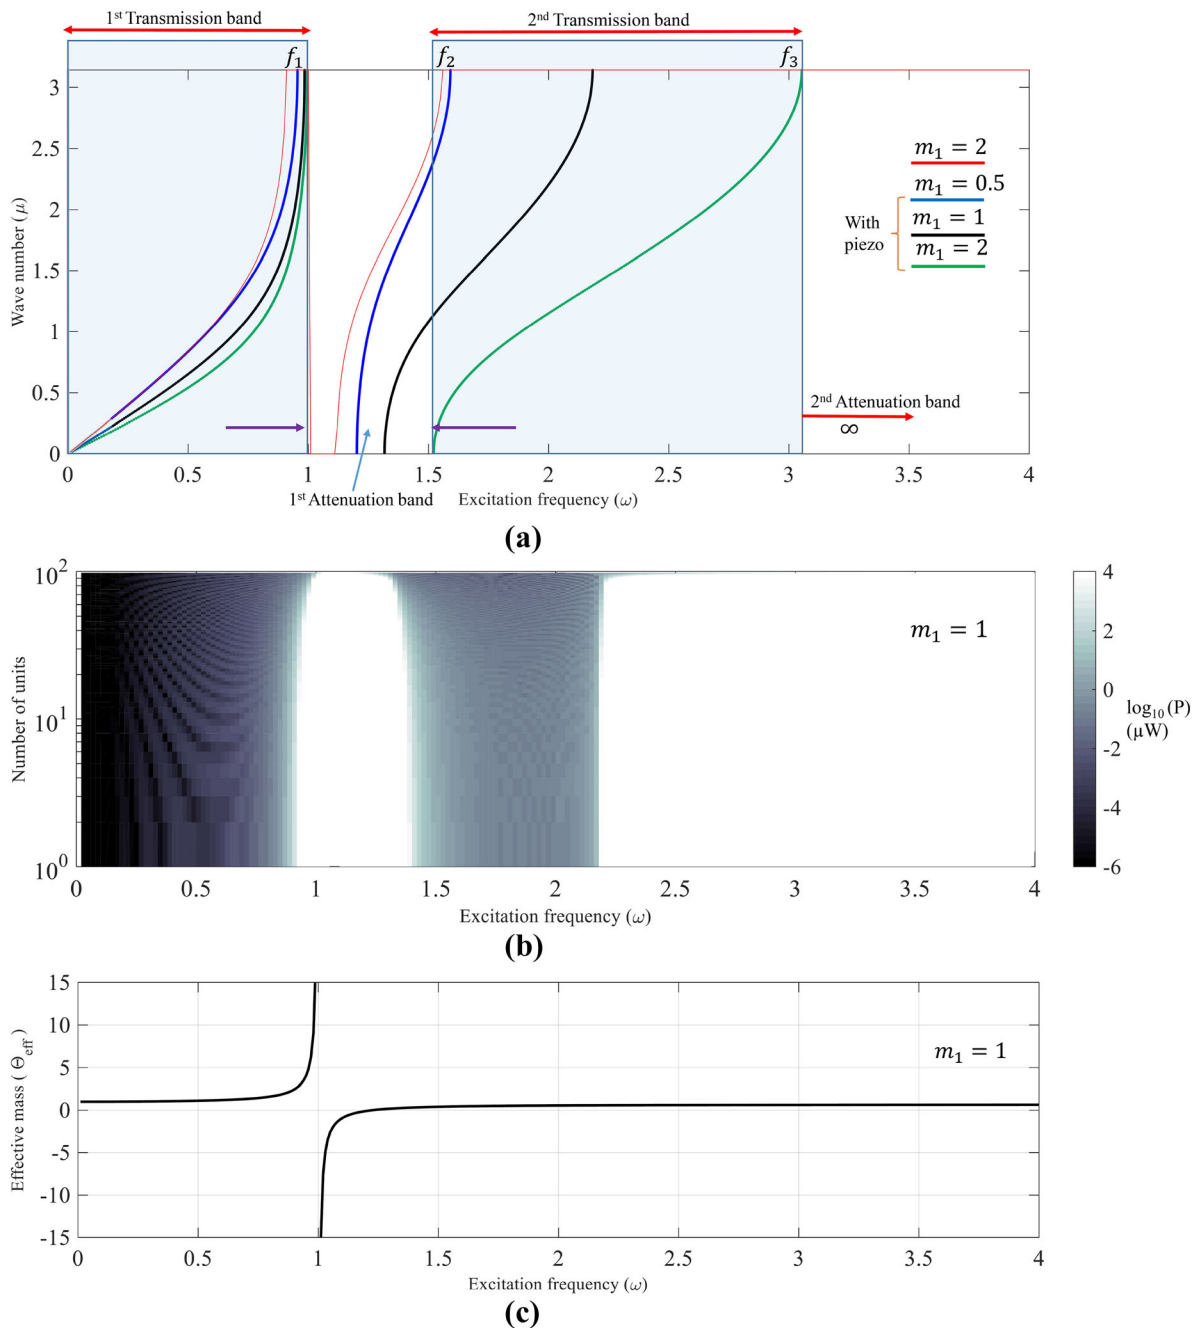 1st Transmission band
2nd Transmission band
f1 f2 f3
3
2.5
2
1.5
1
0.5
0
Wave number (μ)
m1 = 2
m1 = 0.5
m1 = 1
m1 = 2
With
piezo
2nd Attenuation band
∞
0 0.5 1 1.5 2 2.5 3 3.5 4
1st Attenuation band
Excitation frequency (ω)
(a)
10^2
10^1
10^0
Number of units
m1 = 1
4
2
0
-2
-4
-6
log10 (P)
(μW)
0 0.5 1 1.5 2 2.5 3 3.5 4
Excitation frequency (ω)
(b)
15
10
5
0
-5
-10
-15
Effective mass ( Θeff )
m1 = 1
0 0.5 1 1.5 2 2.5 3 3.5 4
Excitation frequency (ω)
(c)